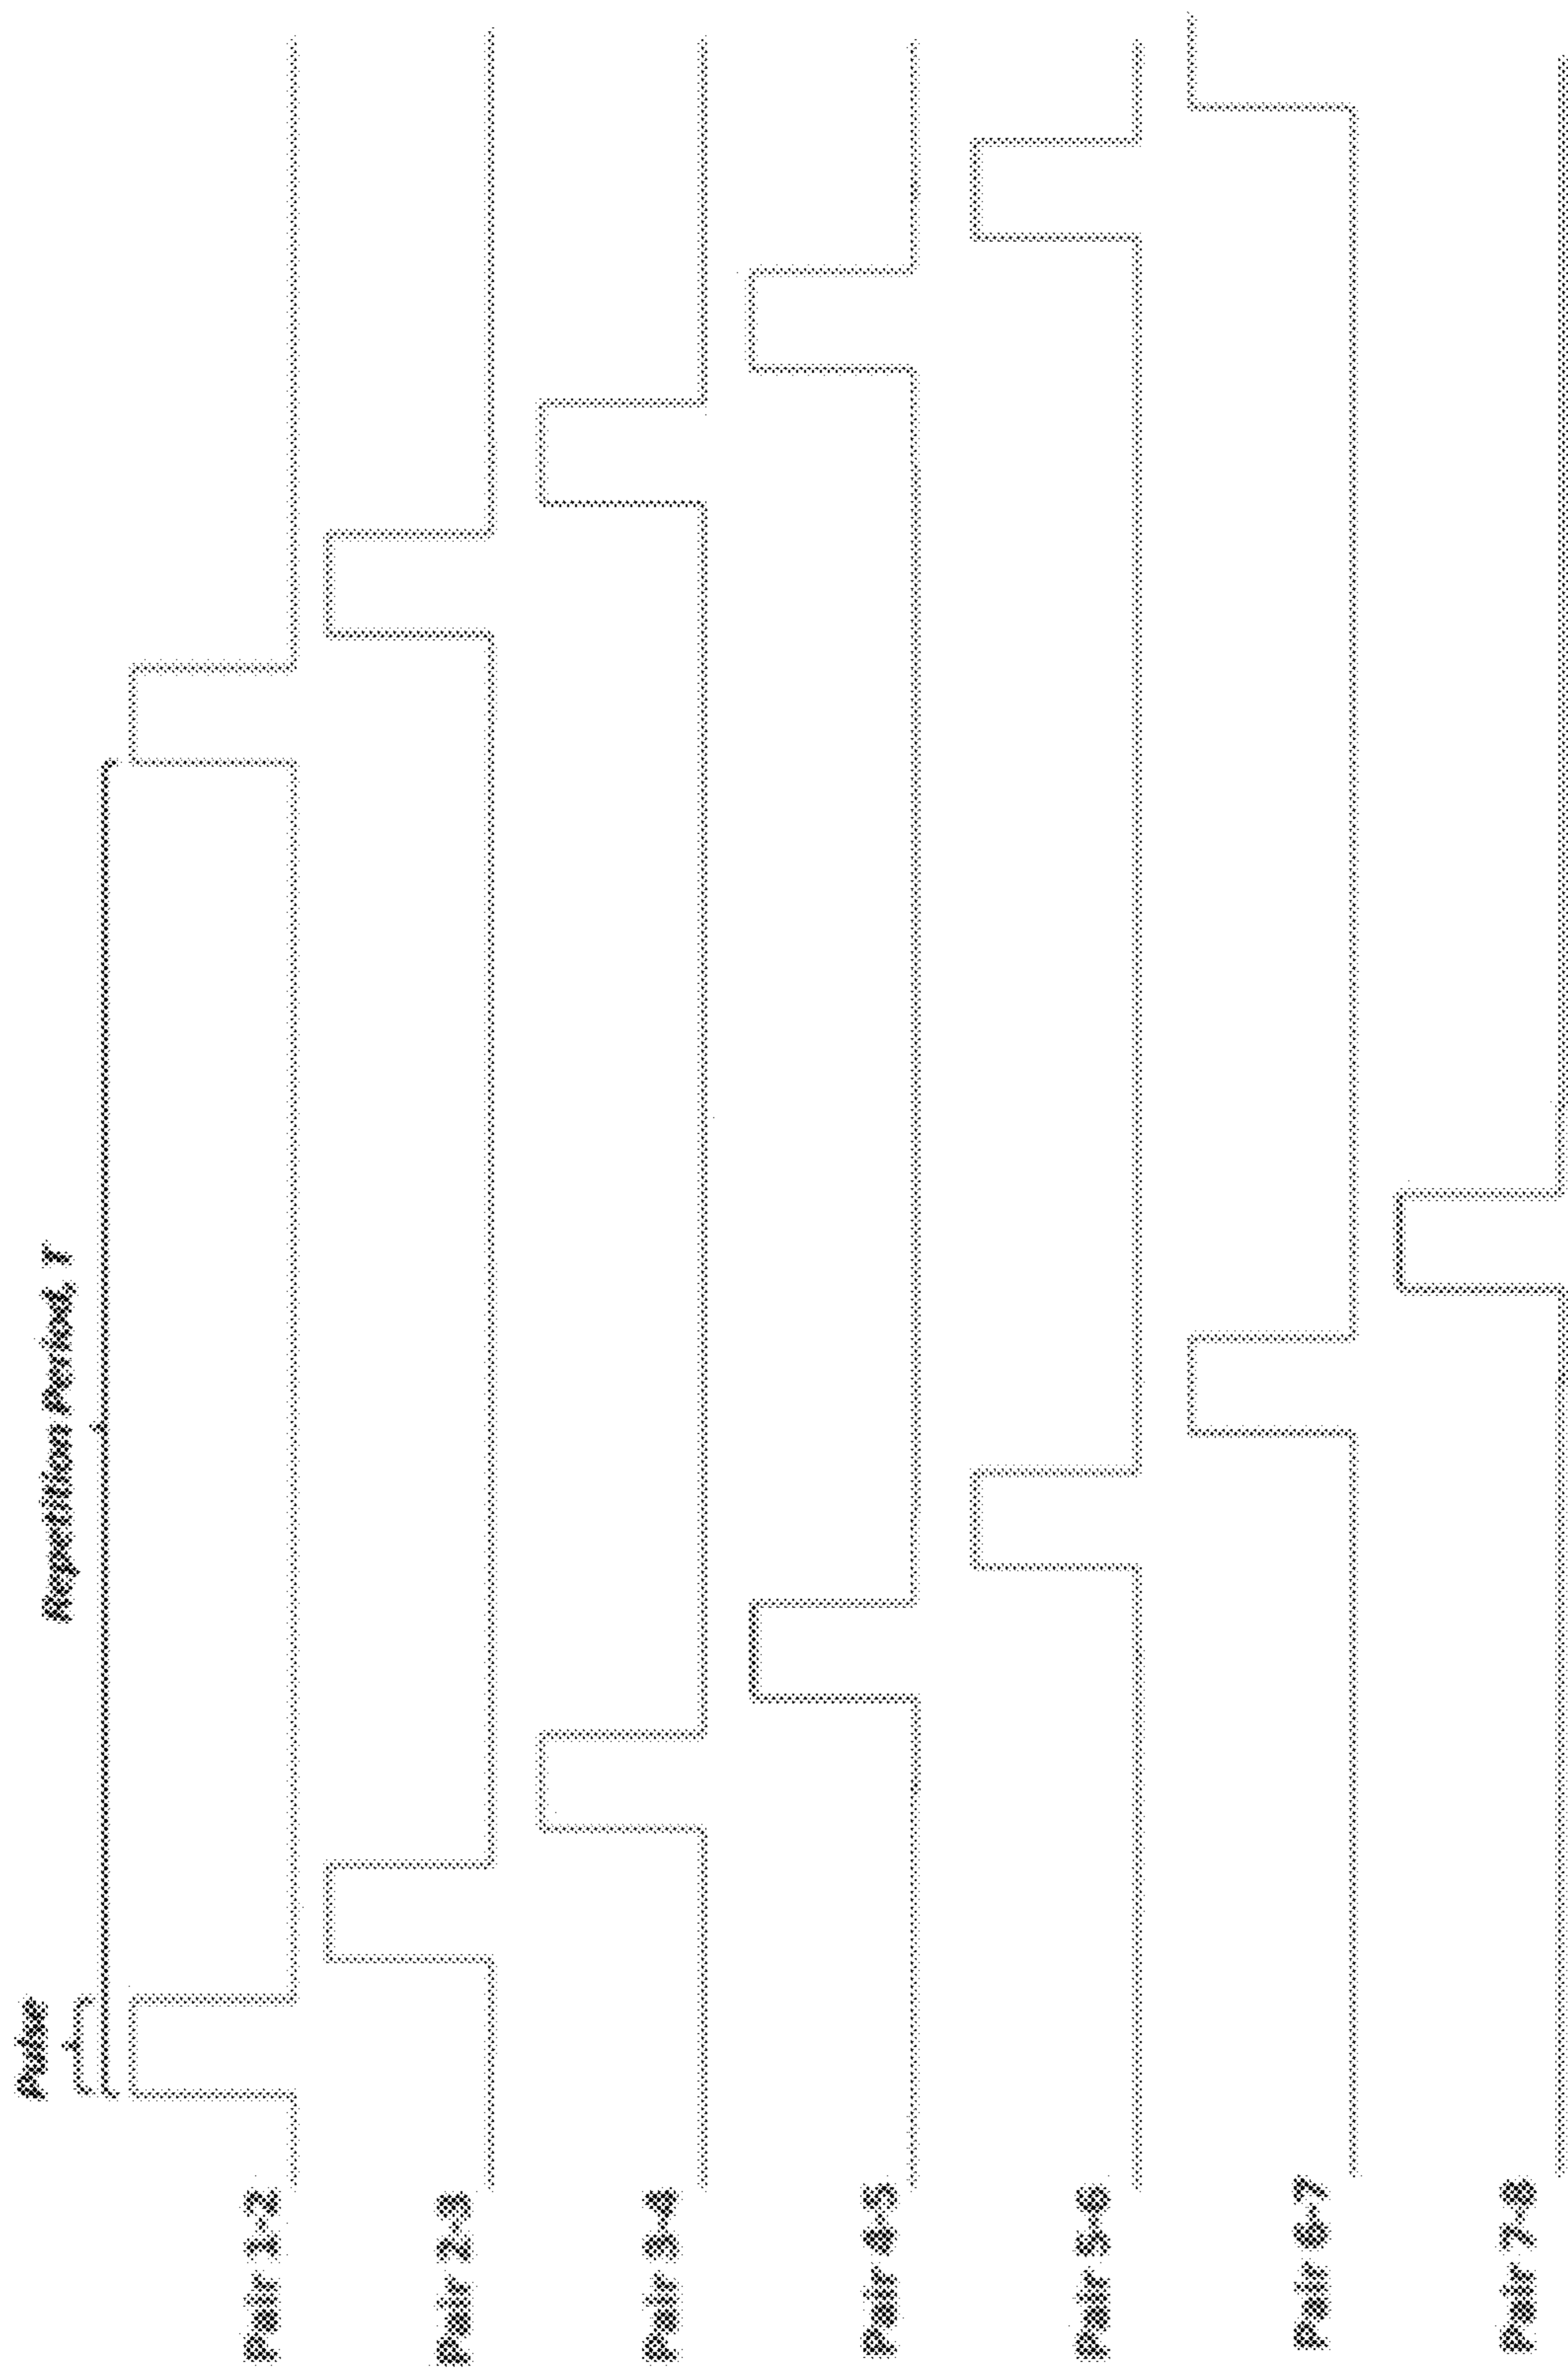 Pulse
Repetition Period, T
Pair 1-2
Pair 2-3
Pair 3-4
Pair 4-5
Pair 5-6
Pair 6-7
Pair 7-8